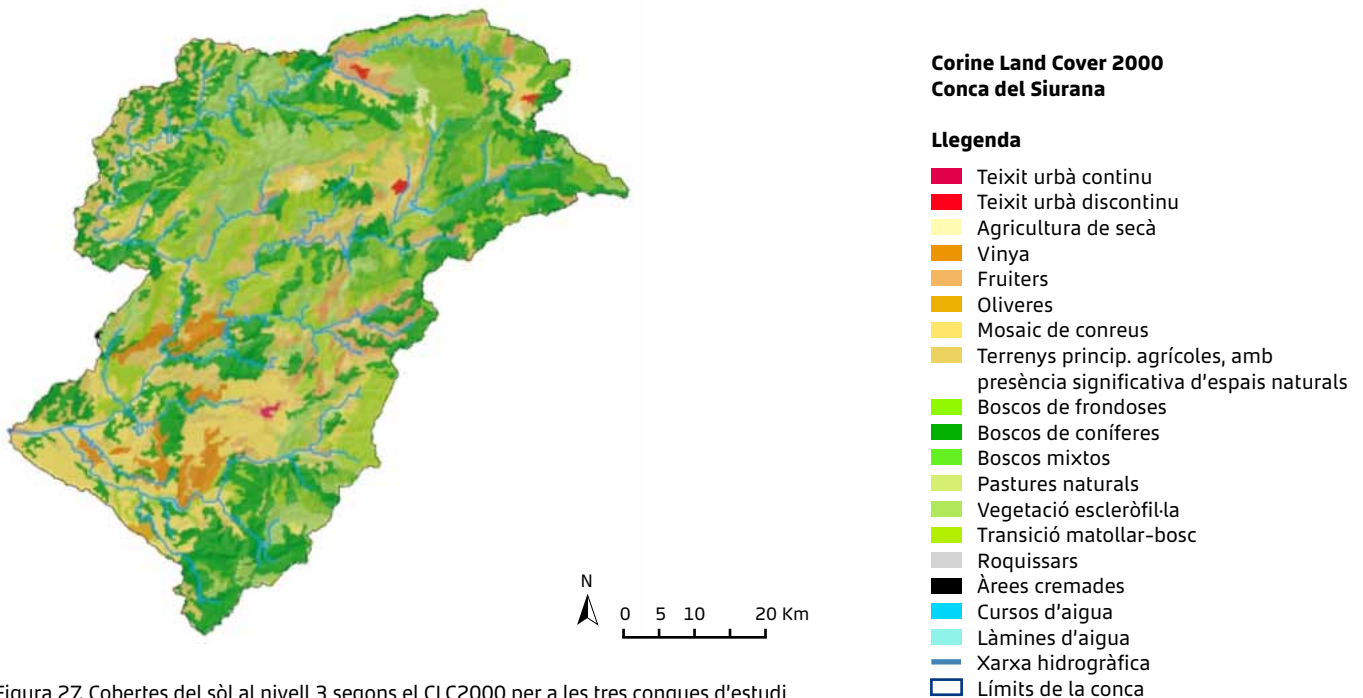 Corine Land Cover 2000
Conca del Siurana
Llegenda
Teixit urbà continu
Teixit urbà discontinu
Agricultura de secà
Vinya
Fruiters
Oliveres
Mosaic de conreus
Terrenys princip. agrícoles, amb
presència significativa d'espais naturals
Boscos de frondoses
Boscos de coníferes
Boscos mixtos
Pastures naturals
Vegetació escleròfil·la
Transició matollar-bosc
Roquissars
Àrees cremades
Cursos d'aigua
Làmines d'aigua
Xarxa hidrogràfica
Límits de la conca
N
0 5 10 20 Km
Figura 27. Cobertes del sòl al nivell 3 segons el CLC2000 per a les tres conques d'estudi